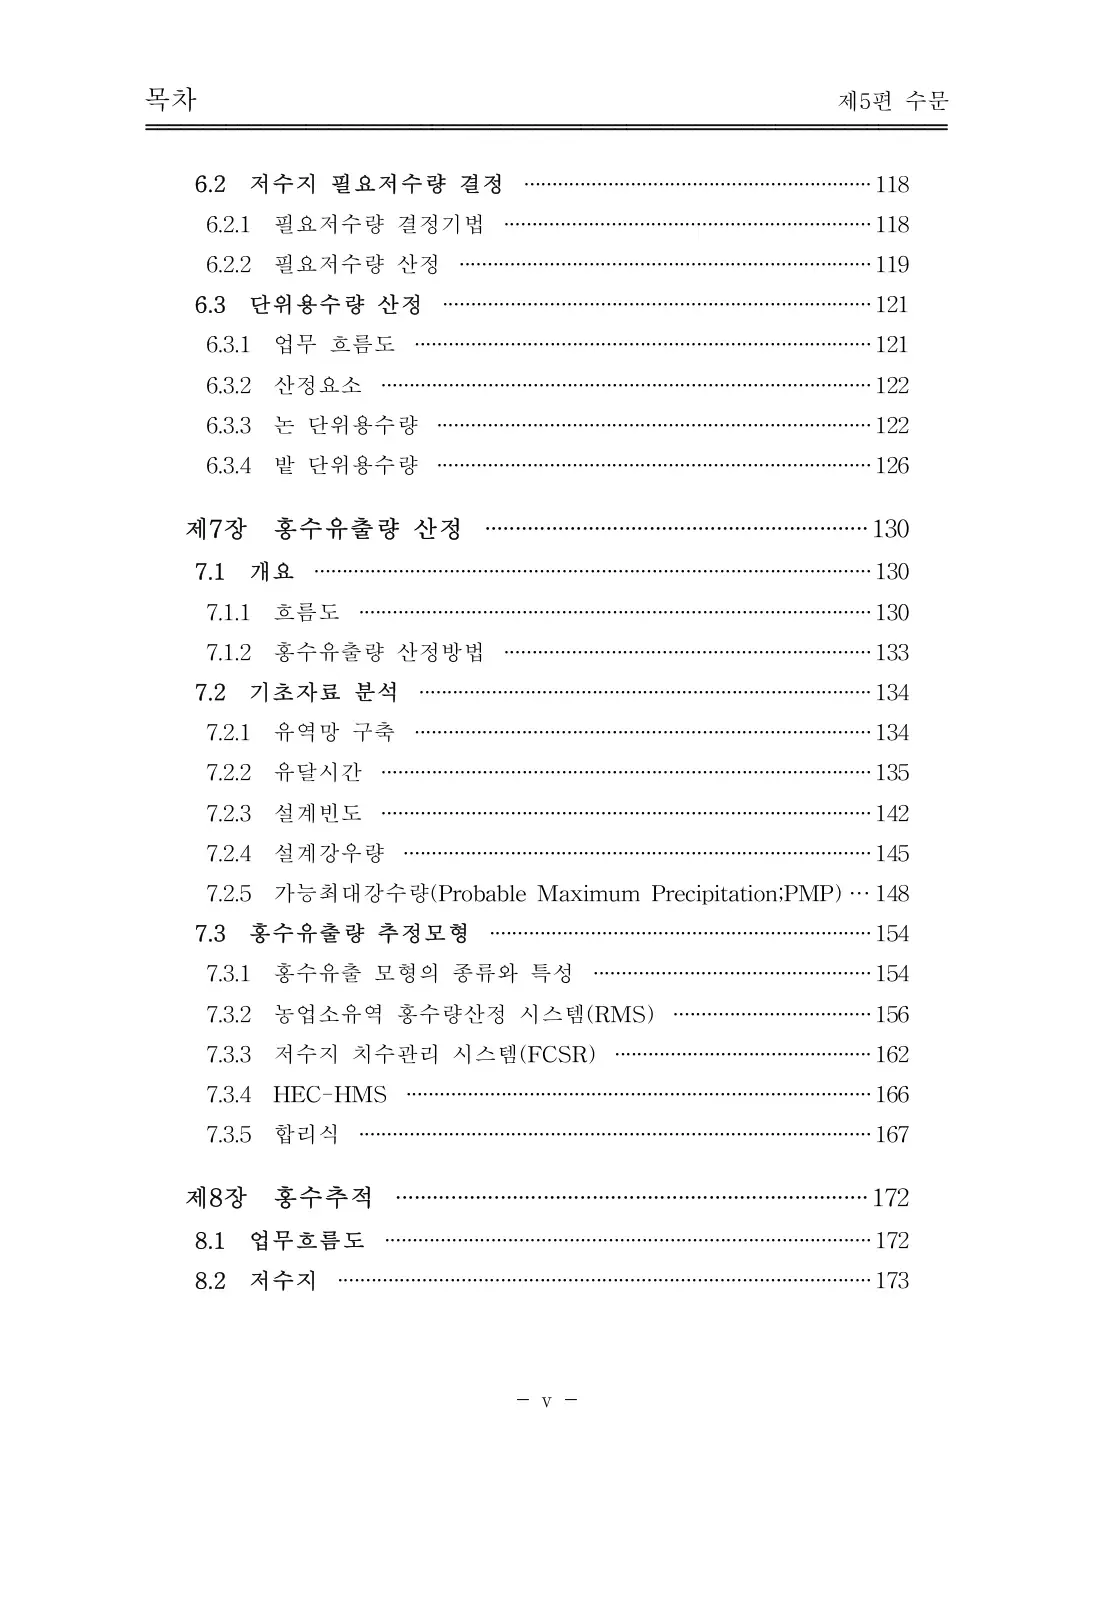 목차 제5편 수문
6.2 저수지 필요저수량 결정 ························ 118
6.2.1 필요저수량 결정기법 ························ 118
6.2.2 필요저수량 산정 ························ 119
6.3 단위용수량 산정 ························ 121
6.3.1 업무 흐름도 ························ 121
6.3.2 산정요소 ························ 122
6.3.3 논 단위용수량 ························ 122
6.3.4 밭 단위용수량 ························ 126
제7장 홍수유출량 산정 ························ 130
7.1 개요 ························ 130
7.1.1 흐름도 ························ 130
7.1.2 홍수유출량 산정방법 ························ 133
7.2 기초자료 분석 ························ 134
7.2.1 유역망 구축 ························ 134
7.2.2 유달시간 ························ 135
7.2.3 설계빈도 ························ 142
7.2.4 설계강우량 ························ 145
7.2.5 가능최대강수량(Probable Maximum Precipitation;PMP) ··· 148
7.3 홍수유출량 추정모형 ························ 154
7.3.1 홍수유출 모형의 종류와 특성 ························ 154
7.3.2 농업소유역 홍수량산정 시스템(RMS) ························ 156
7.3.3 저수지 치수관리 시스템(FCSR) ························ 162
7.3.4 HEC-HMS ························ 166
7.3.5 합리식 ························ 167
제8장 홍수추적 ························ 172
8.1 업무흐름도 ························ 172
8.2 저수지 ························ 173
- v -